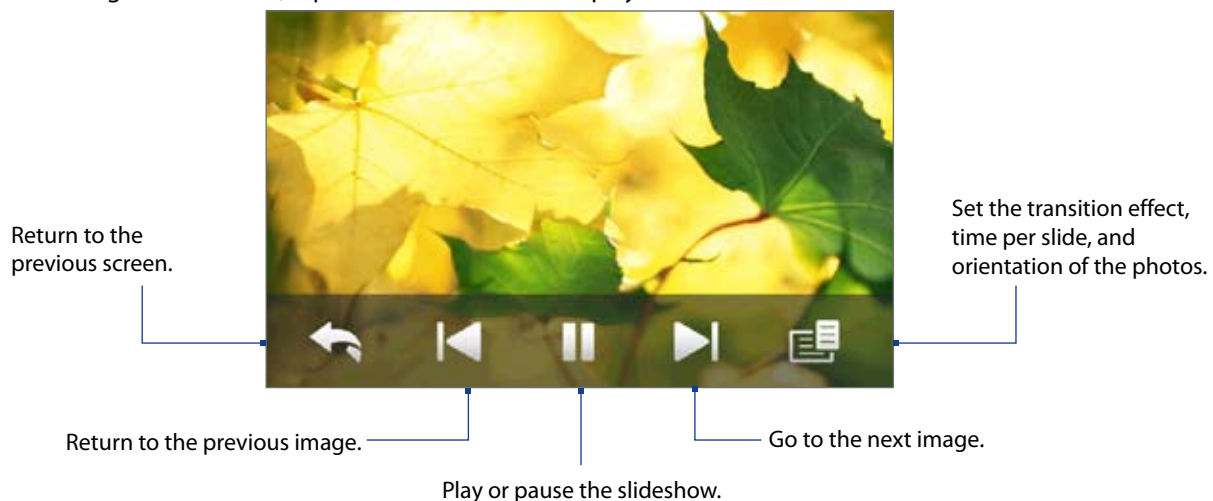 Return to the
previous screen.
Set the transition effect,
time per slide, and
orientation of the photos.
Return to the previous image.
Go to the next image.
Play or pause the slideshow.